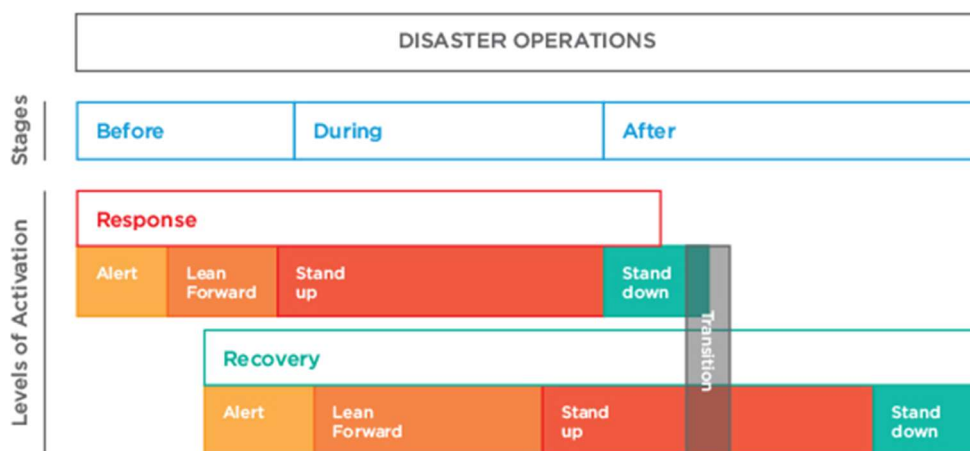 DISASTER OPERATIONS
Stages
Before
During
After
Levels of Activation
Response
Alert
Lean
Forward
Stand
up
Stand
down
Transition
Recovery
Alert
Lean
Forward
Stand
up
Stand
down